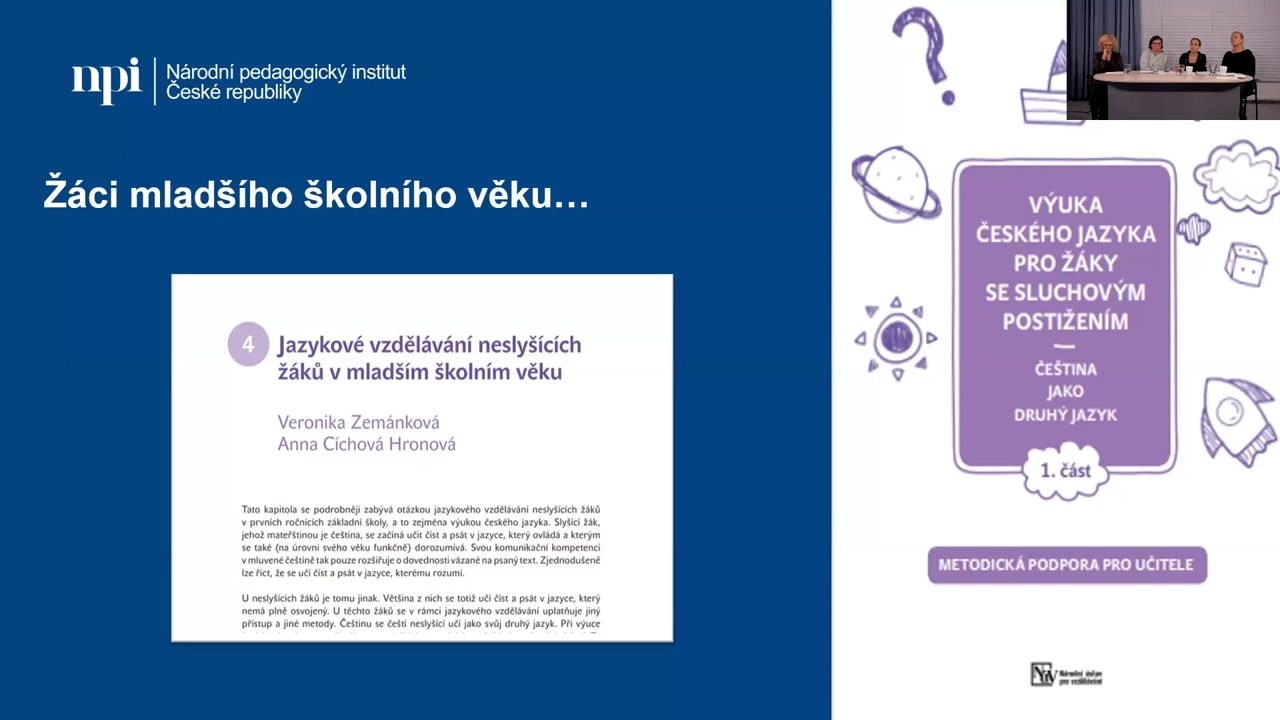 npi
Národní pedagogický institut
České republiky
Žáci mladšího školního věku…
4
Jazykové vzdělávání neslyšících
žáků v mladším školním věku
Veronika Zemánková
Anna Cíchová Hronová
Tato kapitola se podrobněji zabývá otázkou jazykového vzdělávání neslyšících žáků
v prvních ročnících základní školy, a to zejména výukou českého jazyka. Slyšící žák,
jehož mateřštinou je čeština, se začíná učit číst a psát v jazyce, který ovládá a kterým
se také (na úrovni svého věku funkčně) dorozumívá. Svou komunikační kompetenci
v mluvené češtině tak pouze rozšiřuje o dovednosti vázané na psaný text. Zjednodušeně
lze říct, že se učí číst a psát v jazyce, kterému rozumí.
U neslyšících žáků je tomu jinak. Většina z nich se totiž učí číst a psát v jazyce, který
nemá plně osvojený. U těchto žáků se v rámci jazykového vzdělávání uplatňuje jiný
přístup a jiné metody. Češtinu se čeští neslyšící učí jako svůj druhý jazyk. Při výuce
VÝUKA
ČESKÉHO JAZYKA
PRO ŽÁKY
SE SLUCHOVÝM
POSTIŽENÍM
ČEŠTINA
JAKO
DRUHÝ JAZYK
1. část
METODICKÁ PODPORA PRO UČITELE
Národní ústav
pro vzdělávání